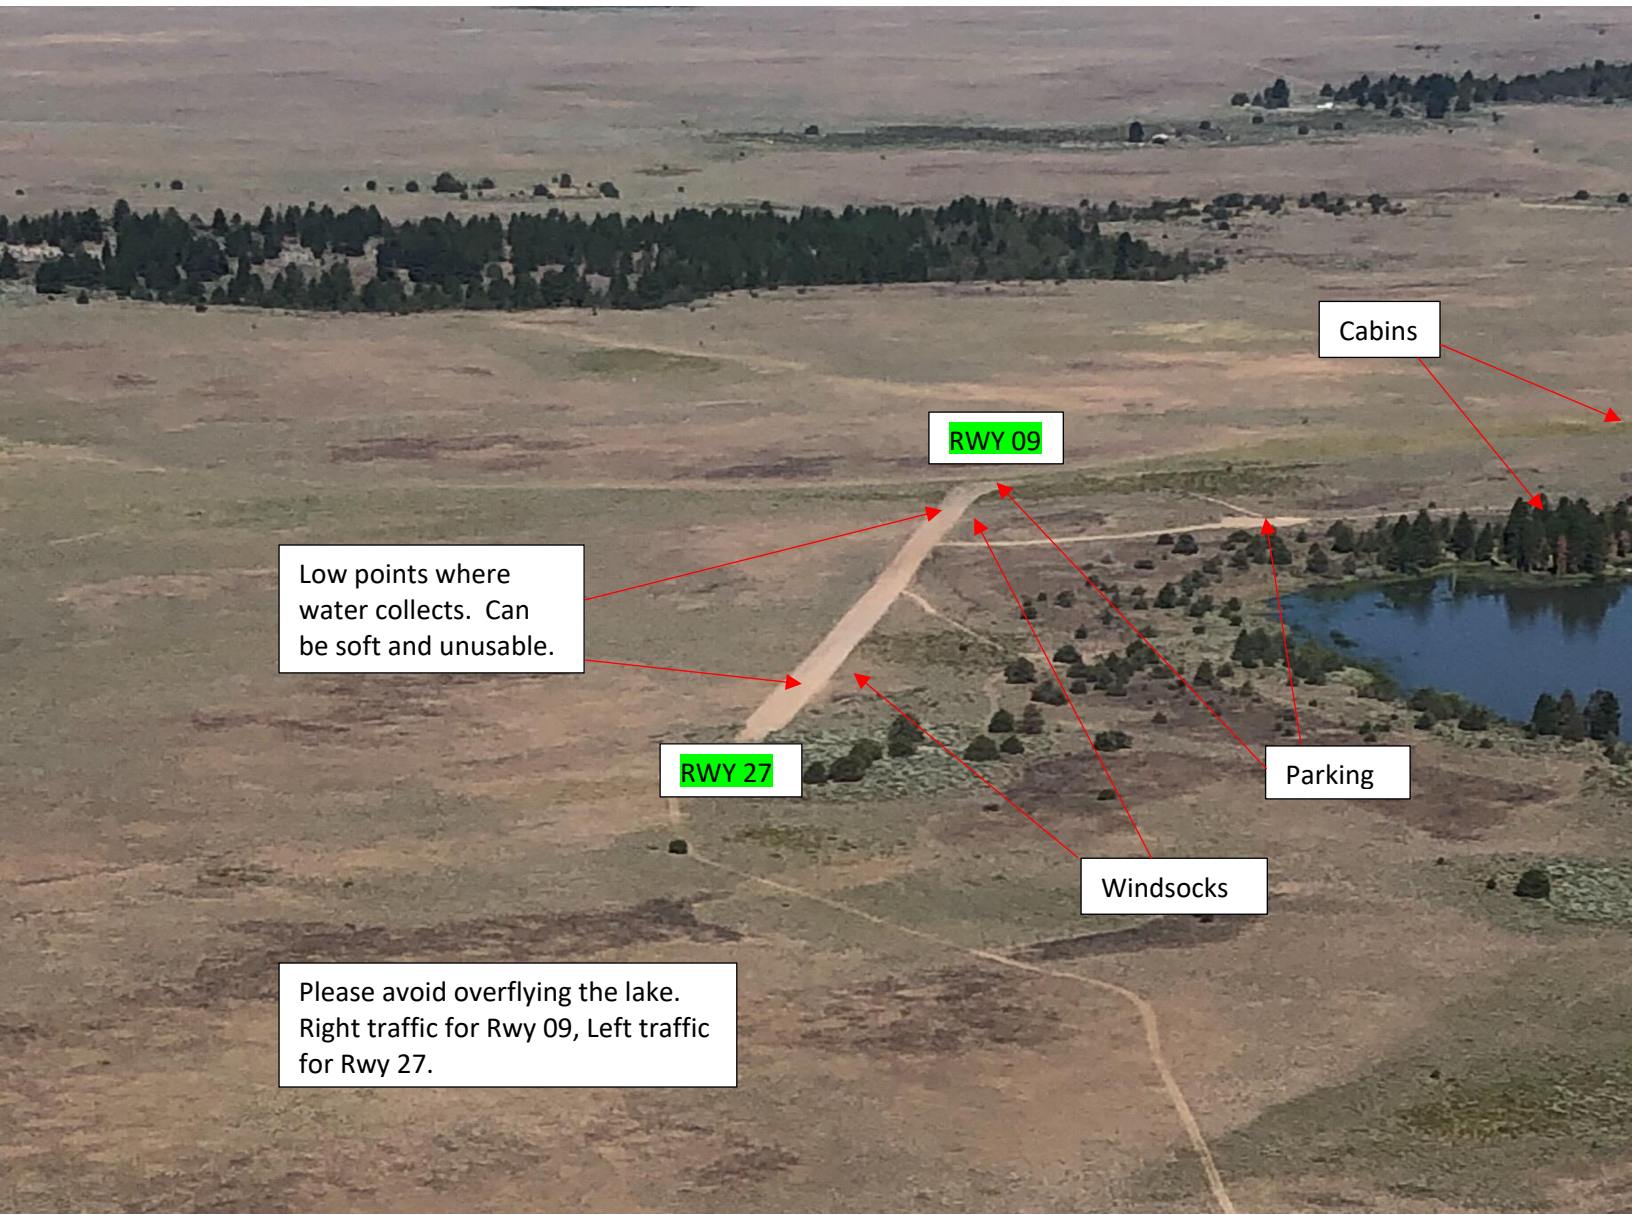 Cabins
RWY 09
Low points where
water collects.  Can
be soft and unusable.
RWY 27
Parking
Windsocks
Please avoid overflying the lake.
Right traffic for Rwy 09, Left traffic
for Rwy 27.